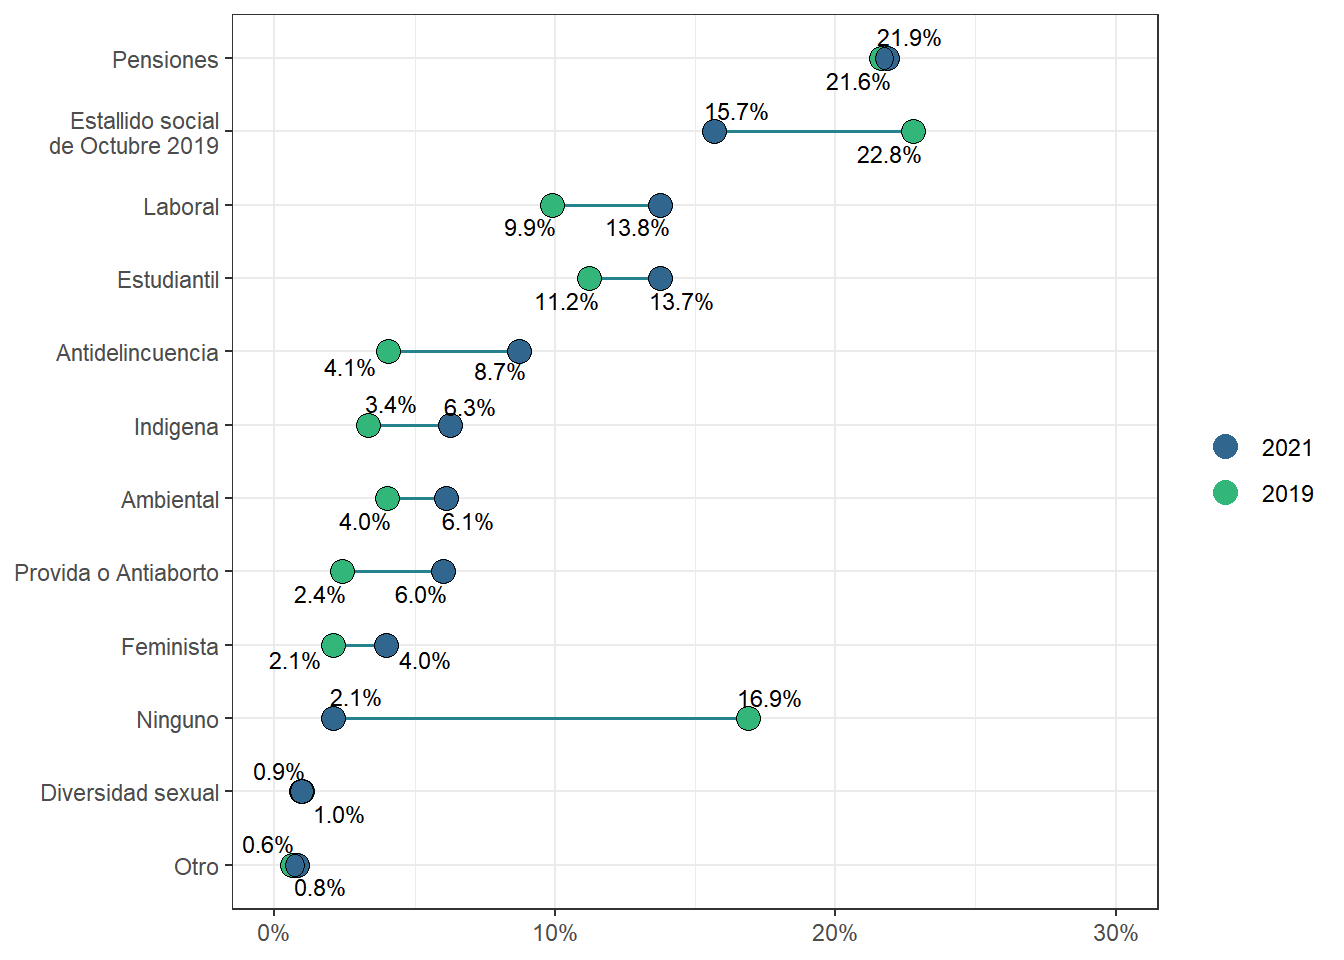 Pensiones
21.9%
21.6%
Estallido social
de Octubre 2019
15.7%
22.8%
Laboral
9.9%
13.8%
Estudiantil
11.2%
13.7%
Antidelincuencia
4.1%
8.7%
Indigena
3.4%
6.3%
Ambiental
4.0%
6.1%
Provida o Antiaborto
2.4%
6.0%
Feminista
2.1%
4.0%
Ninguno
2.1%
16.9%
Diversidad sexual
0.9%
1.0%
Otro
0.6%
0.8%
0%
10%
20%
30%
2021
2019